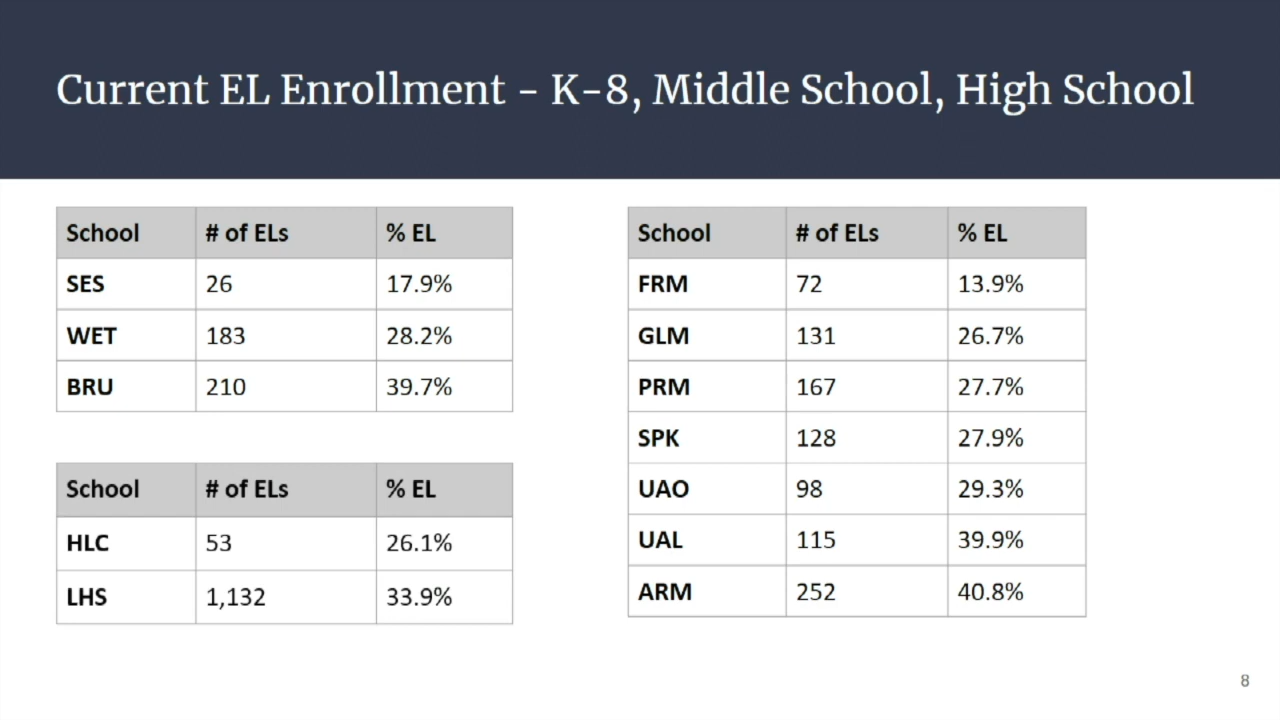 Current EL Enrollment - K-8, Middle School, High School
School # of ELs % EL
SES 26 17.9%
WET 183 28.2%
BRU 210 39.7%
School # of ELs % EL
HLC 53 26.1%
LHS 1,132 33.9%
School # of ELs % EL
FRM 72 13.9%
GLM 131 26.7%
PRM 167 27.7%
SPK 128 27.9%
UAO 98 29.3%
UAL 115 39.9%
ARM 252 40.8%
8